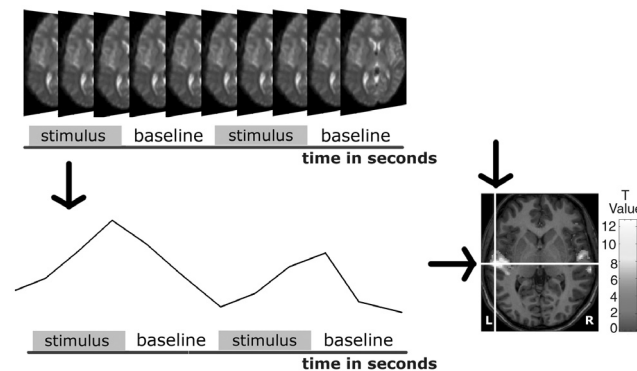 stimulus baseline stimulus baseline
time in seconds
T
Value
12
10
8
6
4
2
0
L R
stimulus baseline stimulus baseline
time in seconds